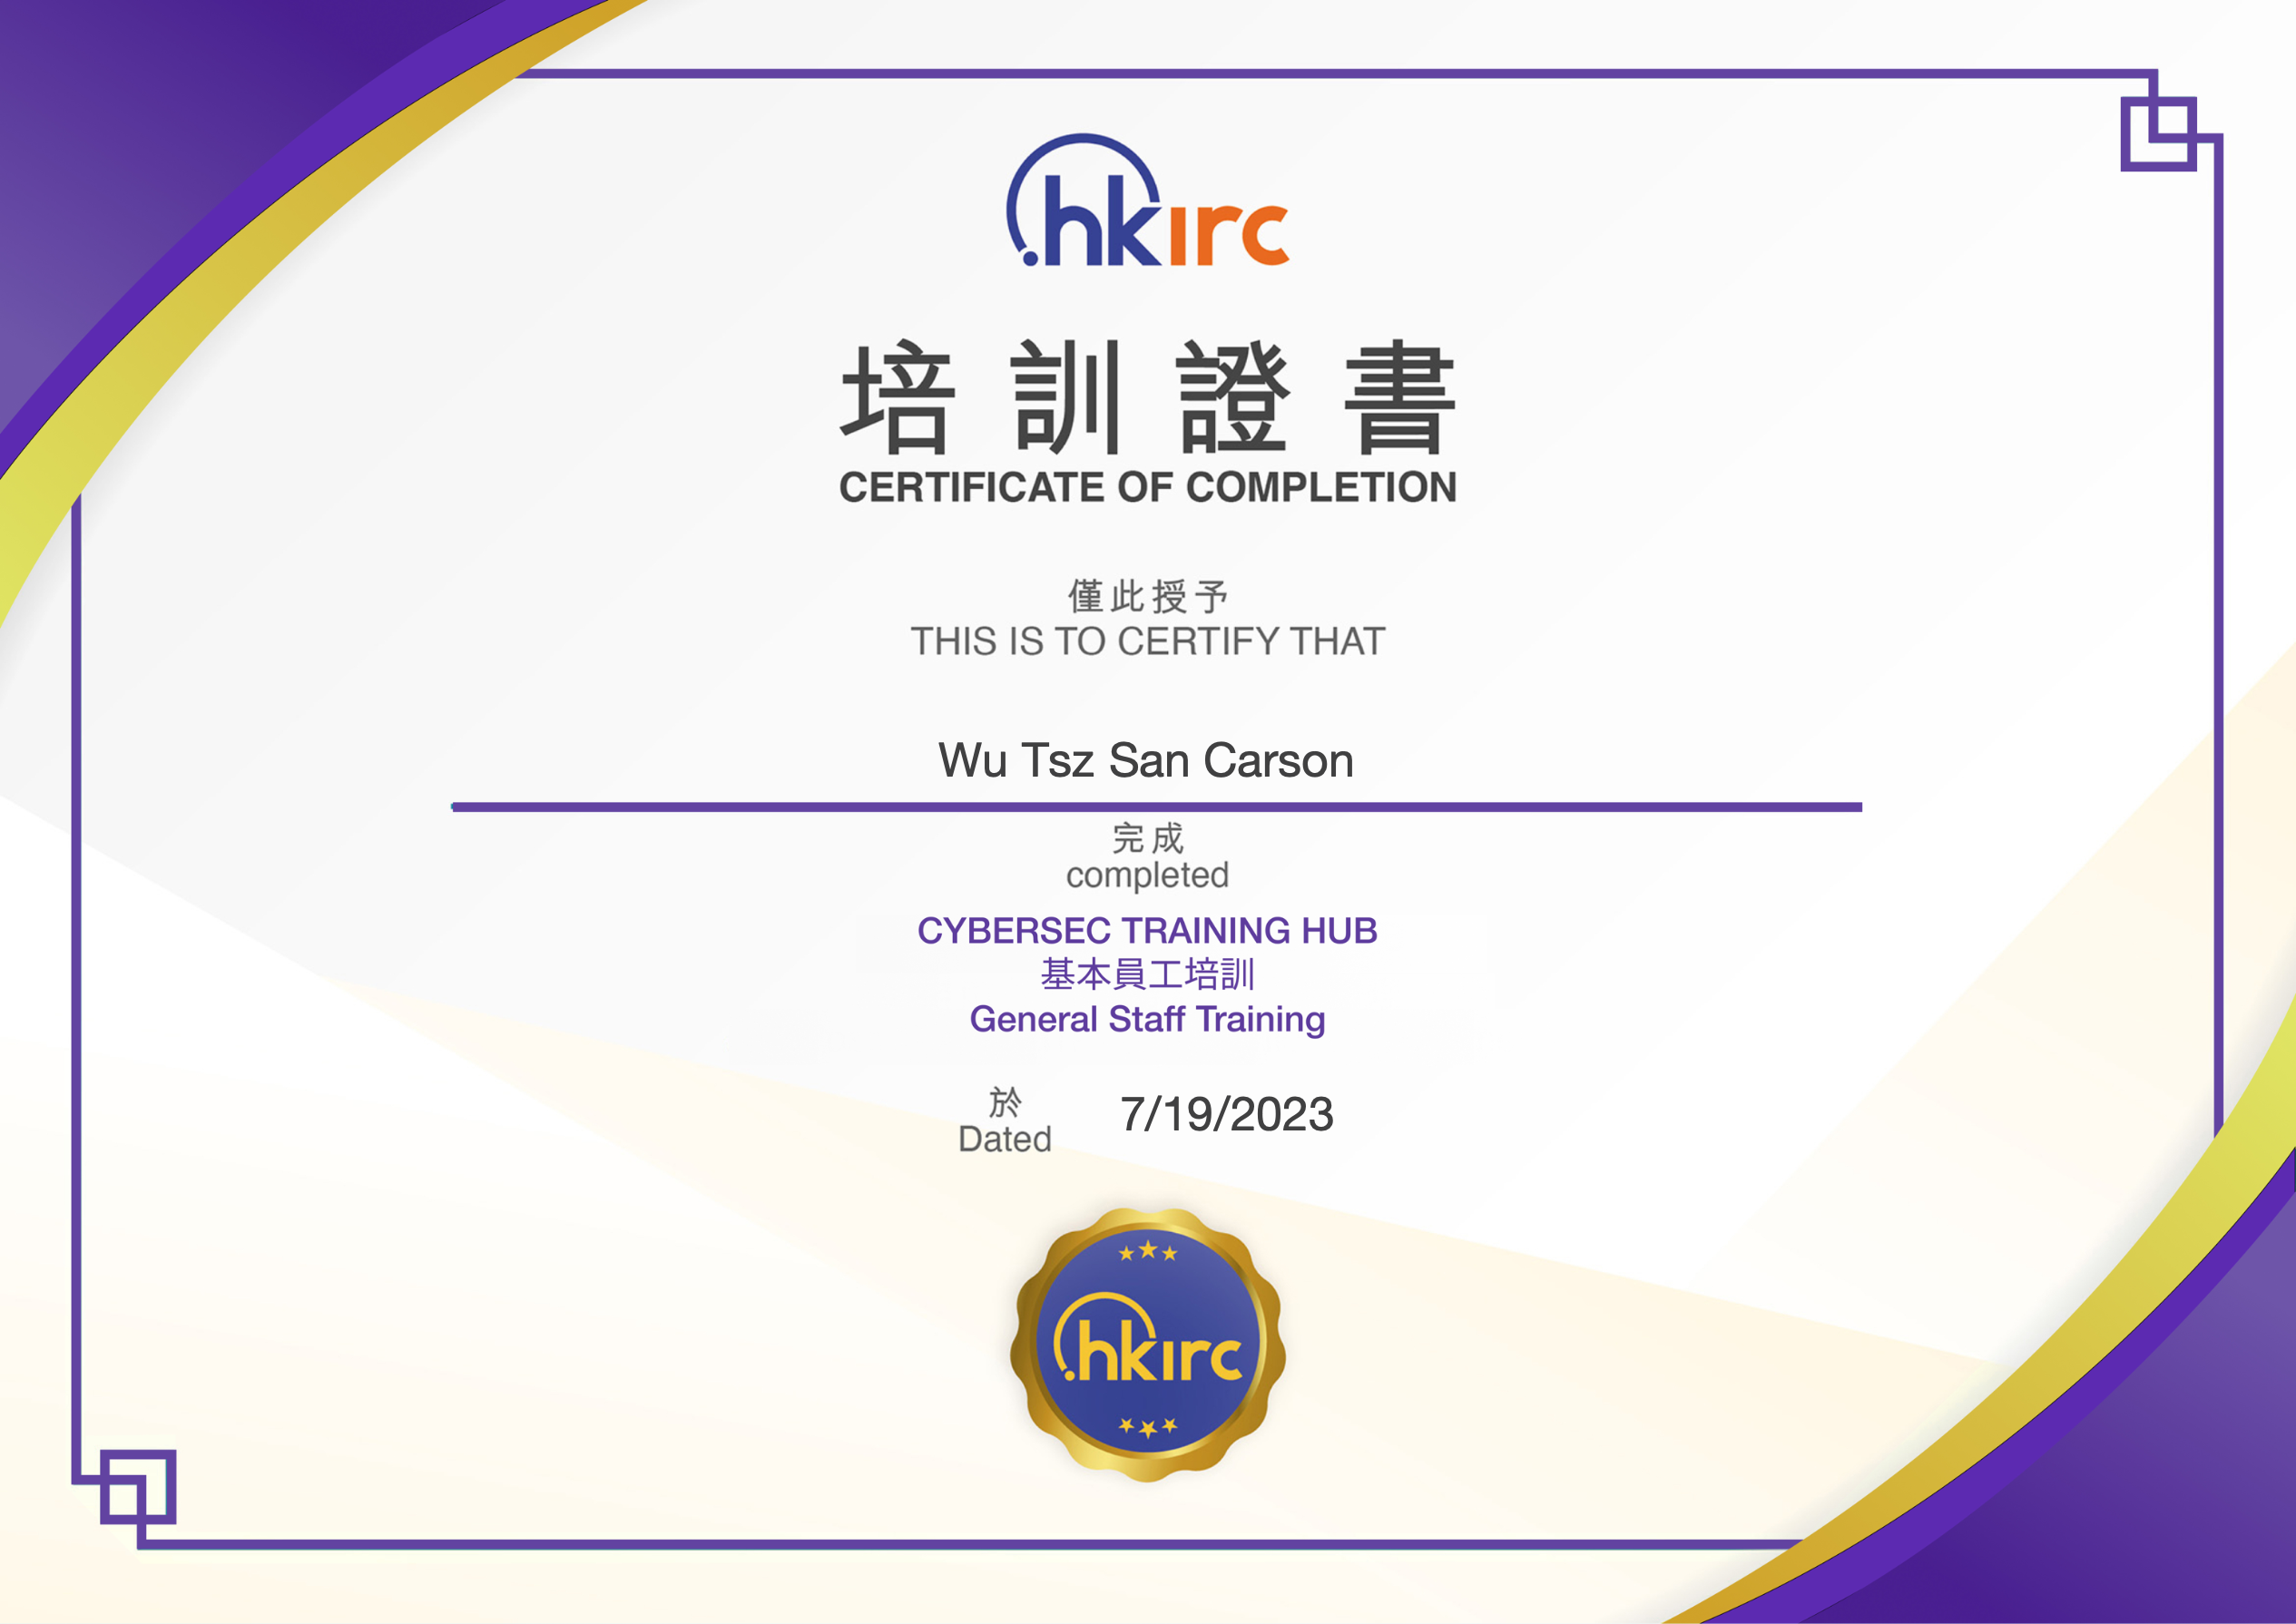 .hkirc
培訓證書
CERTIFICATE OF COMPLETION
僅此授予
THIS IS TO CERTIFY THAT
Wu Tsz San Carson
完成
completed
CYBERSEC TRAINING HUB
基本員工培訓
General Staff Training
於
Dated
7/19/2023
.hkirc